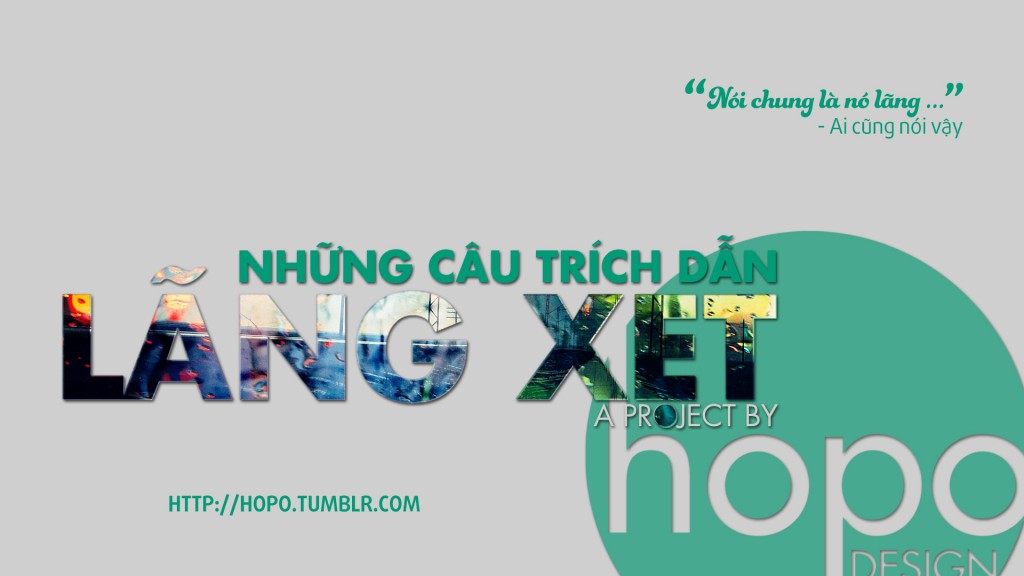 “Nói chung là nó lãng ...”
- Ai cũng nói vậy
NHỮNG CÂU TRÍCH DẪN
LÃNG XẸT
A PROJECT BY
hopo
DESIGN
HTTP://HOPO.TUMBLR.COM